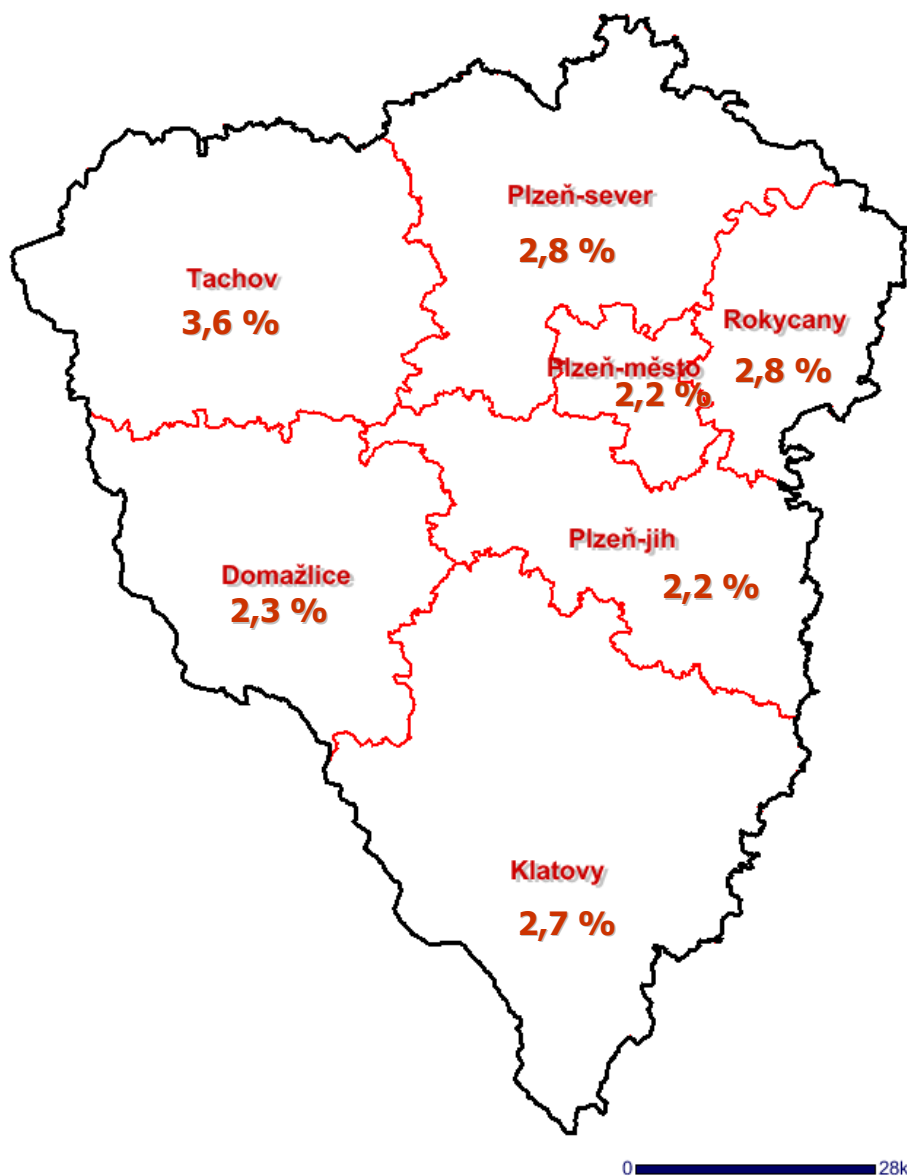 Plzeň-sever
2,8 %
Tachov
3,6 %
Rokycany
2,8 %
Plzeň-město
2,2 %
Plzeň-jih
2,2 %
Domažlice
2,3 %
Klatovy
2,7 %
0 28k